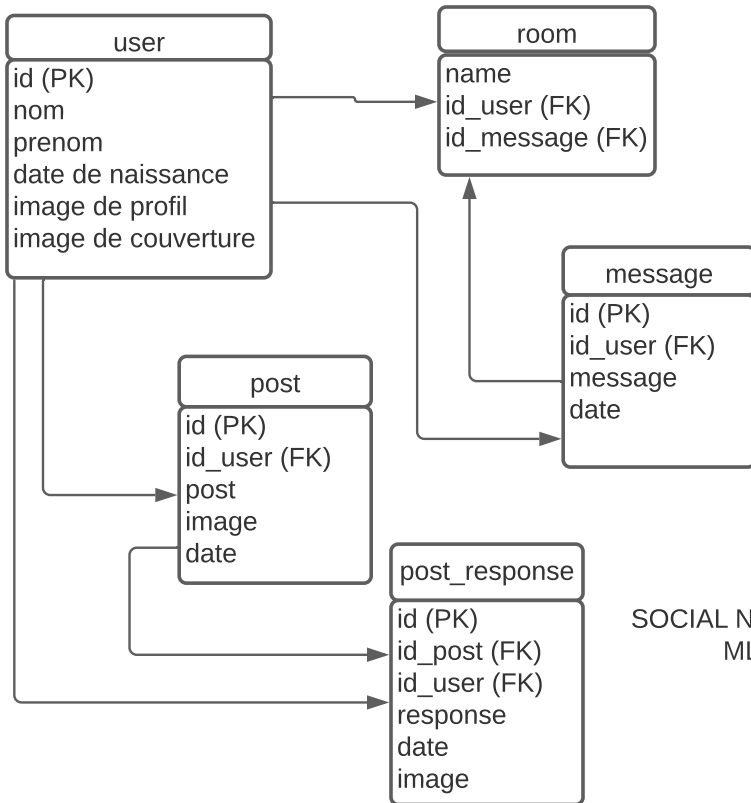 user
id (PK)
nom
prenom
date de naissance
image de profil
image de couverture
room
name
id_user (FK)
id_message (FK)
message
id (PK)
id_user (FK)
message
date
post
id (PK)
id_user (FK)
post
image
date
post_response
id (PK)
id_post (FK)
id_user (FK)
response
date
image
SOCIAL